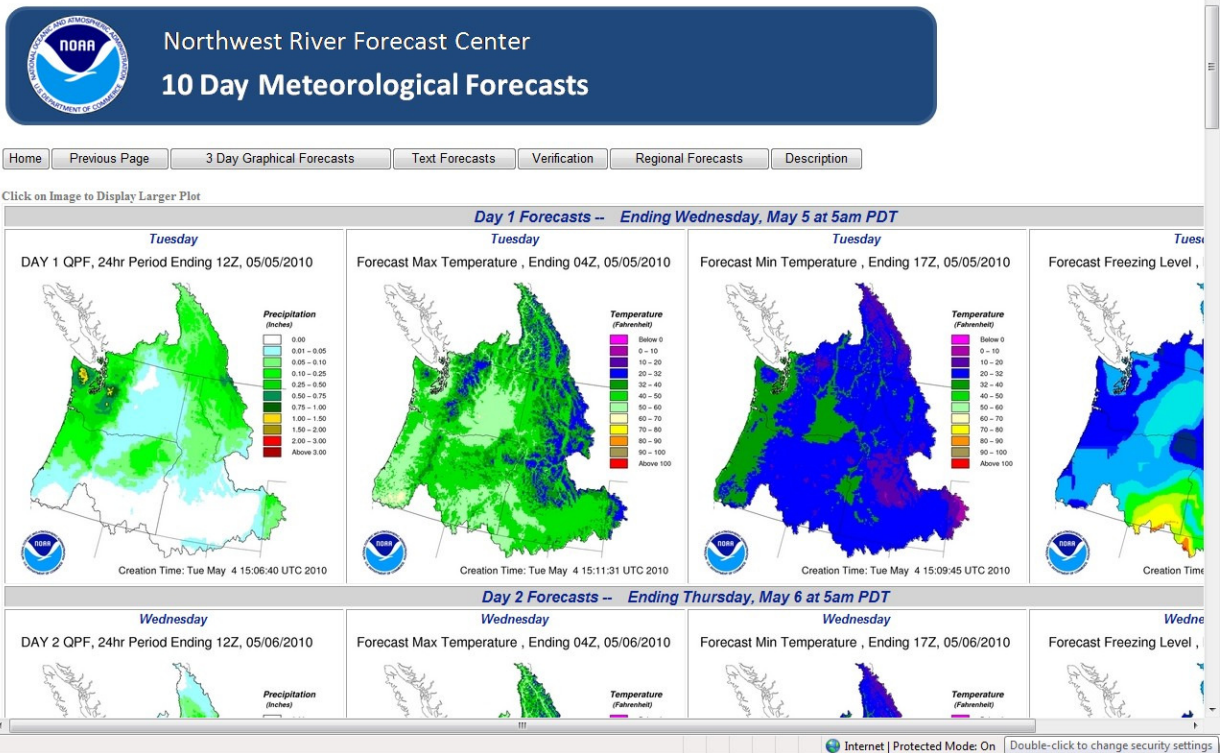 Northwest River Forecast Center
NOAA
10 Day Meteorological Forecasts
Home Previous Page 3 Day Graphical Forecasts Text Forecasts Verification Regional Forecasts Description
Click on Image to Display Larger Plot
Day 1 Forecasts -- Ending Wednesday, May 5 at 5am PDT
Tuesday
DAY 1 QPF, 24hr Period Ending 12Z, 05/05/2010
Precipitation
(Inches)
0.00
0.01 - 0.05
0.05 - 0.10
0.10 - 0.25
0.25 - 0.50
0.50 - 0.75
0.75 - 1.00
1.00 - 1.50
1.50 - 2.00
2.00 - 3.00
Above 3.00
NOAA
Creation Time: Tue May 4 15:06:40 UTC 2010
Tuesday
Forecast Max Temperature , Ending 04Z, 05/05/2010
Temperature
(Fahrenheit)
Below 0
0 - 10
10 - 20
20 - 32
32 - 40
40 - 50
50 - 60
60 - 70
70 - 80
80 - 90
90 - 100
Above 100
NOAA
Creation Time: Tue May 4 15:11:31 UTC 2010
Tuesday
Forecast Min Temperature , Ending 17Z, 05/05/2010
Temperature
(Fahrenheit)
Below 0
0 - 10
10 - 20
20 - 32
32 - 40
40 - 50
50 - 60
60 - 70
70 - 80
80 - 90
90 - 100
Above 100
NOAA
Creation Time: Tue May 4 15:09:45 UTC 2010
Tues
Forecast Freezing Level ,
NOAA
Creation Time
Day 2 Forecasts -- Ending Thursday, May 6 at 5am PDT
Wednesday
DAY 2 QPF, 24hr Period Ending 12Z, 05/06/2010
Precipitation
(Inches)
Wednesday
Forecast Max Temperature , Ending 04Z, 05/06/2010
Temperature
(Fahrenheit)
Wednesday
Forecast Min Temperature , Ending 17Z, 05/06/2010
Temperature
(Fahrenheit)
Wedne
Forecast Freezing Level ,
Internet | Protected Mode: On Double-click to change security settings